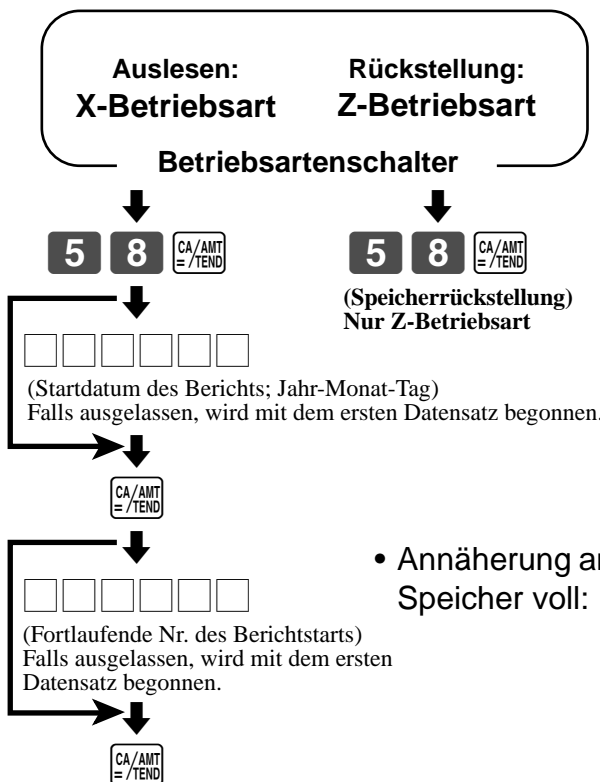 Auslesen: Rückstellung:
X-Betriebsart Z-Betriebsart
Betriebsartenschalter
5 8 CA/AMT = /TEND 5 8 CA/AMT = /TEND
(Speicherrückstellung)
Nur Z-Betriebsart
(Startdatum des Berichts; Jahr-Monat-Tag)
Falls ausgelassen, wird mit dem ersten Datensatz begonnen.
CA/AMT
= /TEND
• Annäherung an
Speicher voll:
(Fortlaufende Nr. des Berichtstarts)
Falls ausgelassen, wird mit dem ersten
Datensatz begonnen.
CA/AMT
= /TEND